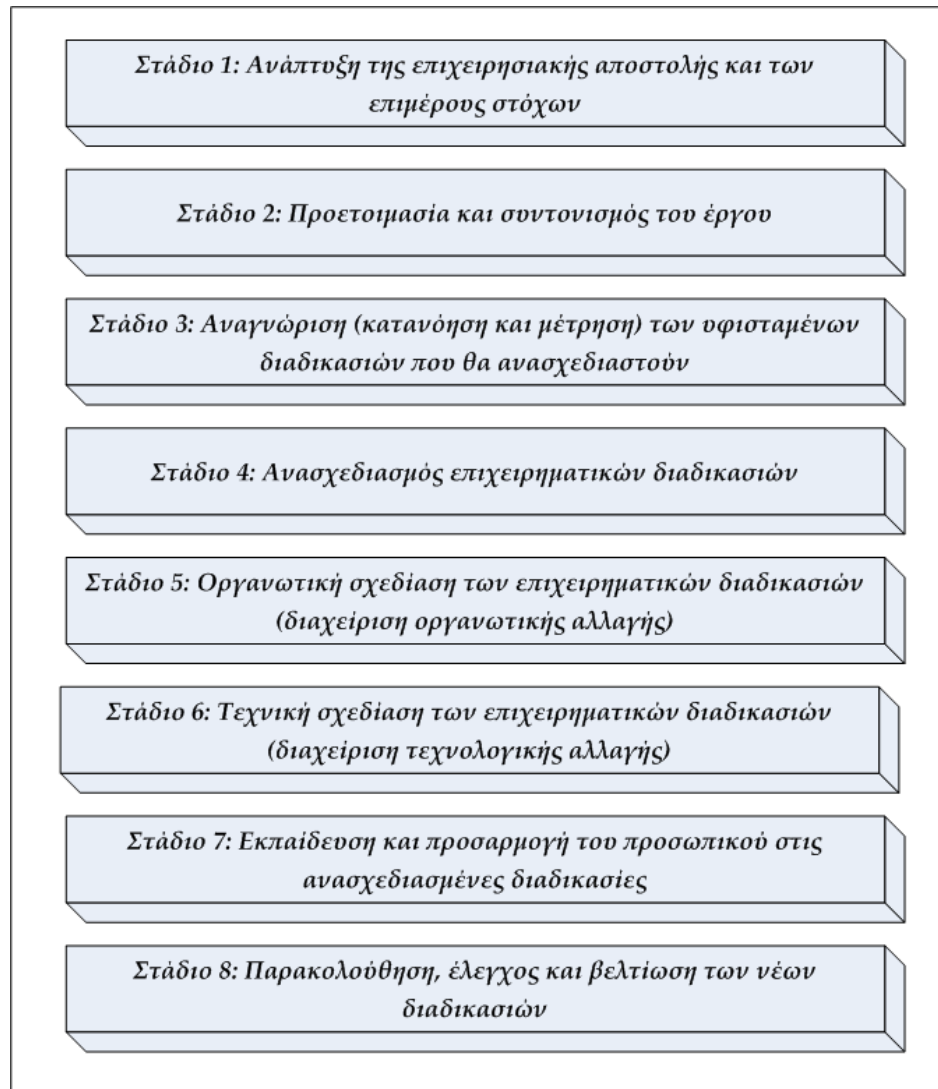 Στάδιο 1: Ανάπτυξη της επιχειρησιακής αποστολής και των
επιμέρους στόχων
Στάδιο 2: Προετοιμασία και συντονισμός του έργου
Στάδιο 3: Αναγνώριση (κατανόηση και μέτρηση) των υφισταμένων
διαδικασιών που θα ανασχεδιαστούν
Στάδιο 4: Ανασχεδιασμός επιχειρηματικών διαδικασιών
Στάδιο 5: Οργανωτική σχεδίαση των επιχειρηματικών διαδικασιών
(διαχείριση οργανωτικής αλλαγής)
Στάδιο 6: Τεχνική σχεδίαση των επιχειρηματικών διαδικασιών
(διαχείριση τεχνολογικής αλλαγής)
Στάδιο 7: Εκπαίδευση και προσαρμογή του προσωπικού στις
ανασχεδιασμένες διαδικασίες
Στάδιο 8: Παρακολούθηση, έλεγχος και βελτίωση των νέων
διαδικασιών